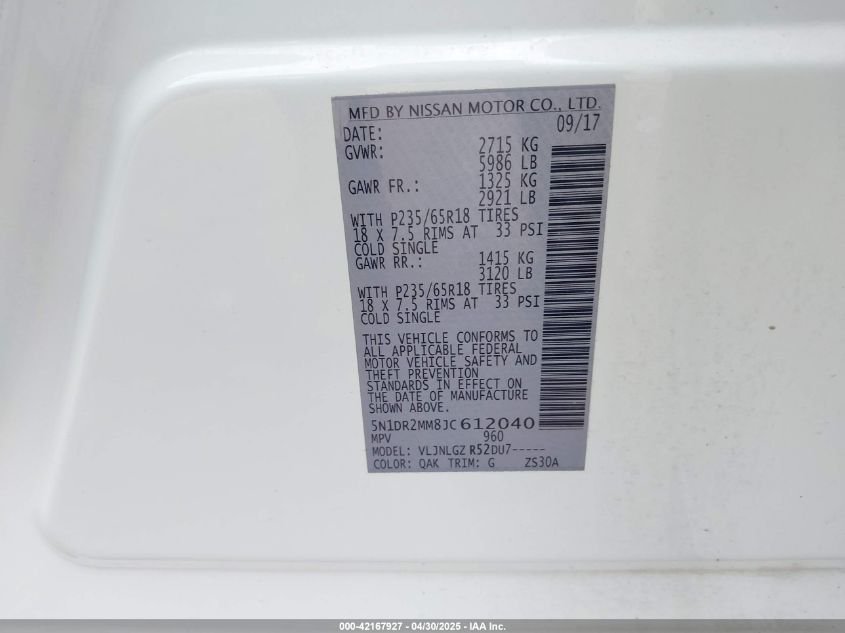 MFD BY NISSAN MOTOR CO., LTD.
DATE: 09/17
GVWR: 2715 KG
5986 LB
GAWR FR.: 1325 KG
2921 LB
WITH P235/65R18 TIRES
18 X 7.5 RIMS AT 33 PSI
COLD SINGLE
GAWR RR.: 1415 KG
3120 LB
WITH P235/65R18 TIRES
18 X 7.5 RIMS AT 33 PSI
COLD SINGLE
THIS VEHICLE CONFORMS TO
ALL APPLICABLE FEDERAL
MOTOR VEHICLE SAFETY AND
THEFT PREVENTION
STANDARDS IN EFFECT ON
THE DATE OF MANUFACTURE
SHOWN ABOVE.
5N1DR2MM8JC612040
MPV 960
MODEL: VLJNLGZ R52DU7-----
COLOR: QAK TRIM: G ZS30A
000-42167927 - 04/30/2025 - IAA Inc.